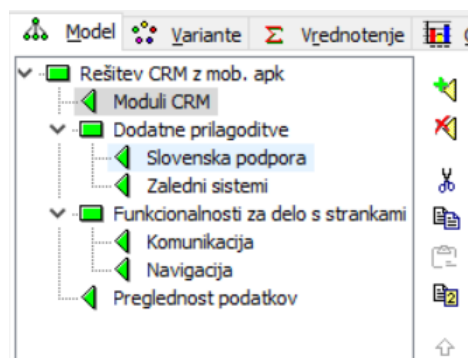 Model Variante Σ Vrednotenje
Rešitev CRM z mob. apk
Moduli CRM
Dodatne prilagoditve
Slovenska podpora
Zaledni sistemi
Funkcionalnosti za delo s strankami
Komunikacija
Navigacija
Preglednost podatkov
2